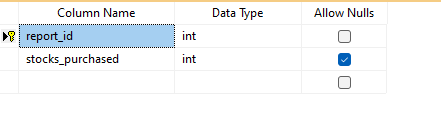 Column Name Data Type Allow Nulls
report_id int
stocks_purchased int